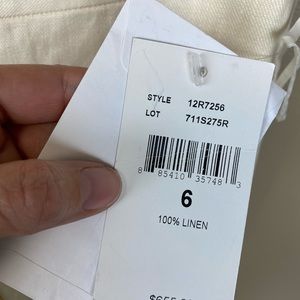 STYLE 12R7256
LOT 711S275R
8 85410 35748 3
6
100% LINEN